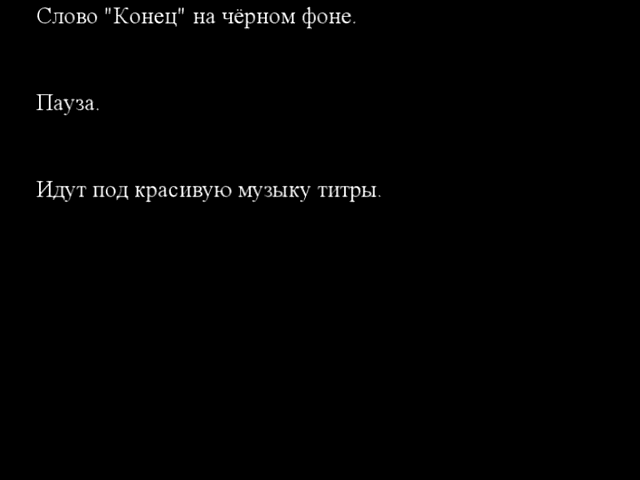 Слово "Конец" на чёрном фоне.
Пауза.
Идут под красивую музыку титры.